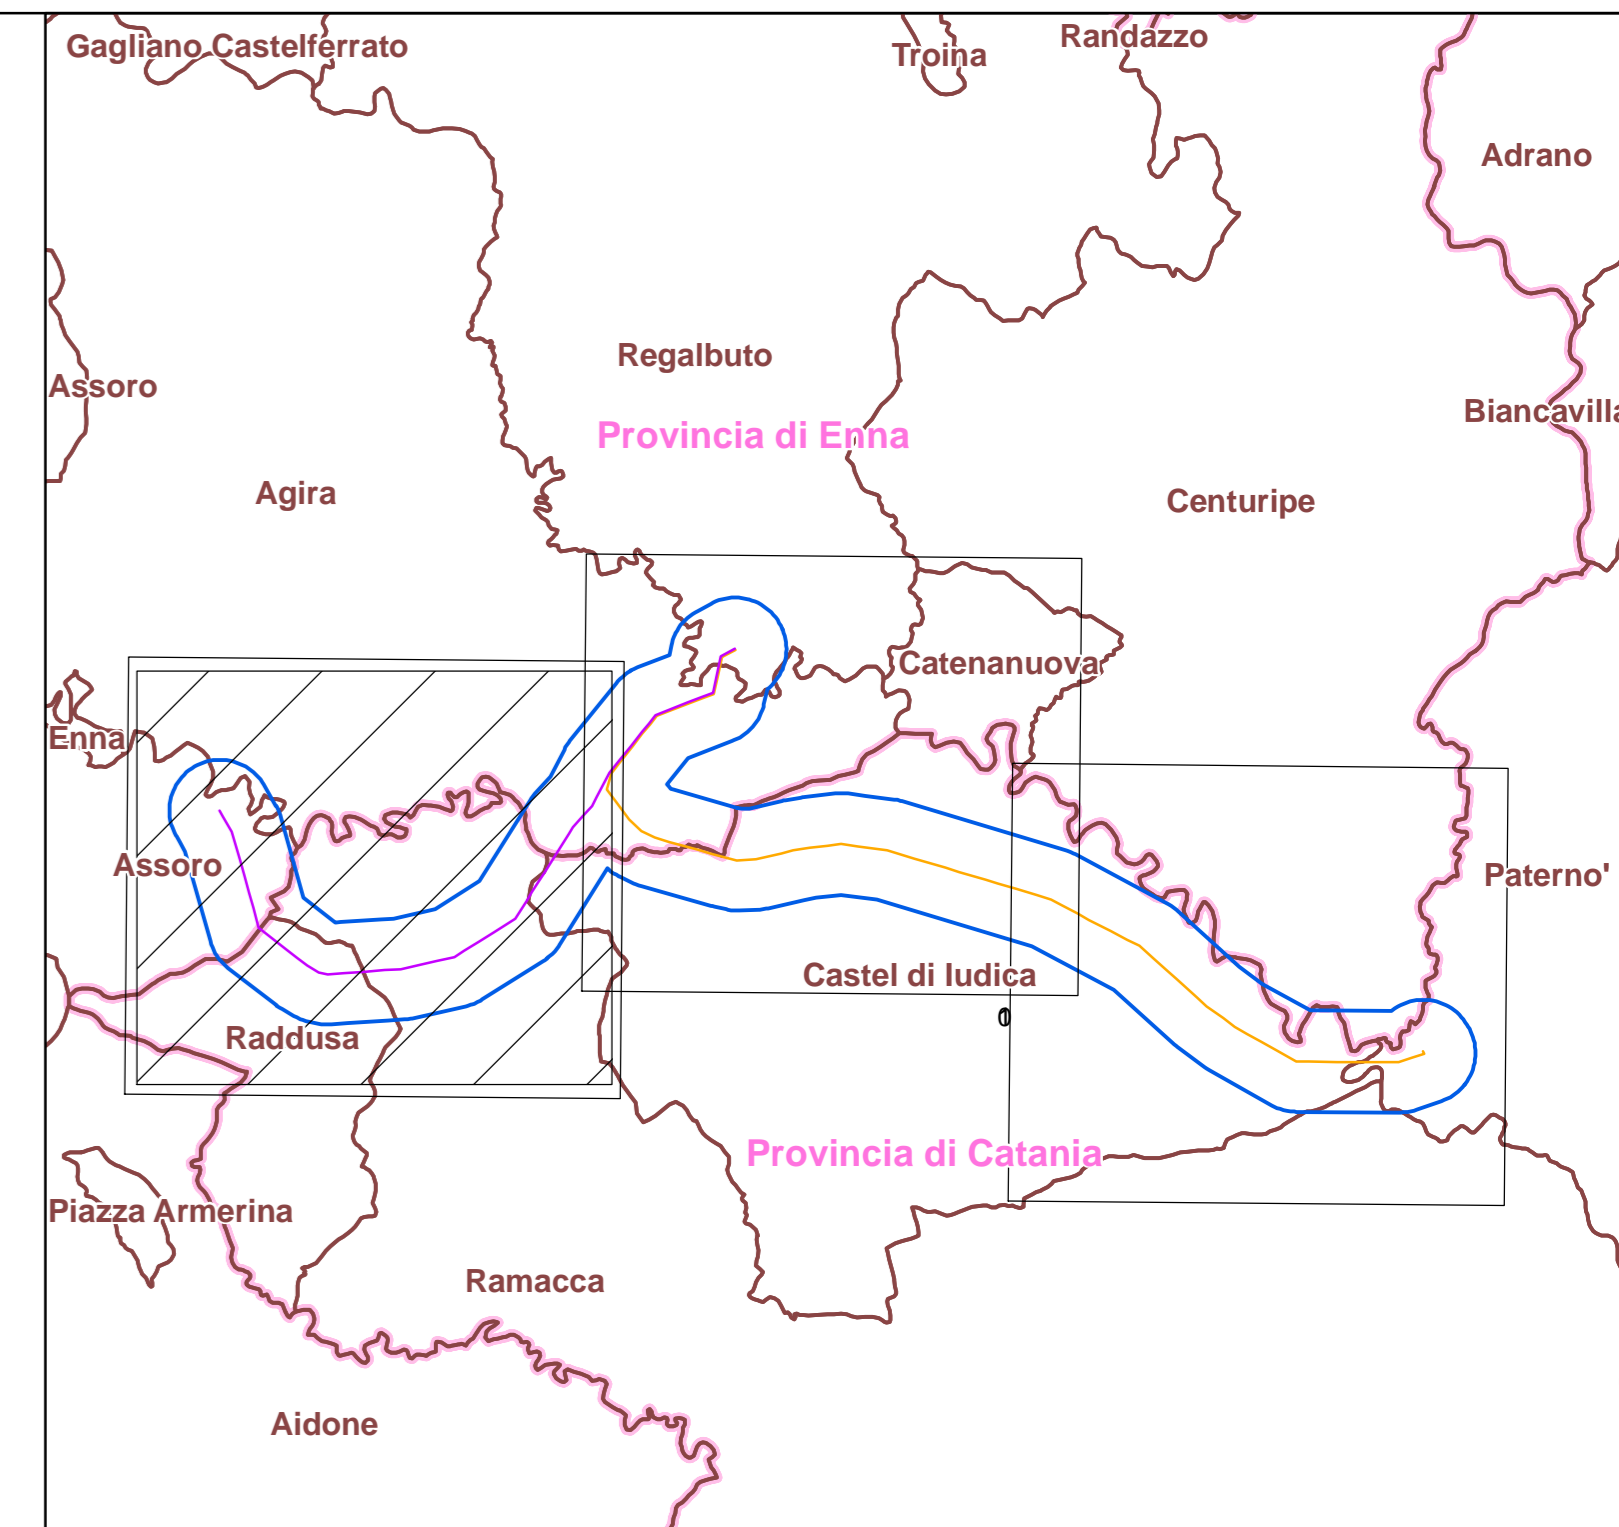 Gagliano Castelferrato
Troina
Randazzo
Adrano
Regalbuto
Assoro
Biancavilla
Provincia di Enna
Agira
Centuripe
Catenanuova
Enna
Assoro
Paterno'
Castel di Iudica
Raddusa
Provincia di Catania
Piazza Armerina
Ramacca
Aidone